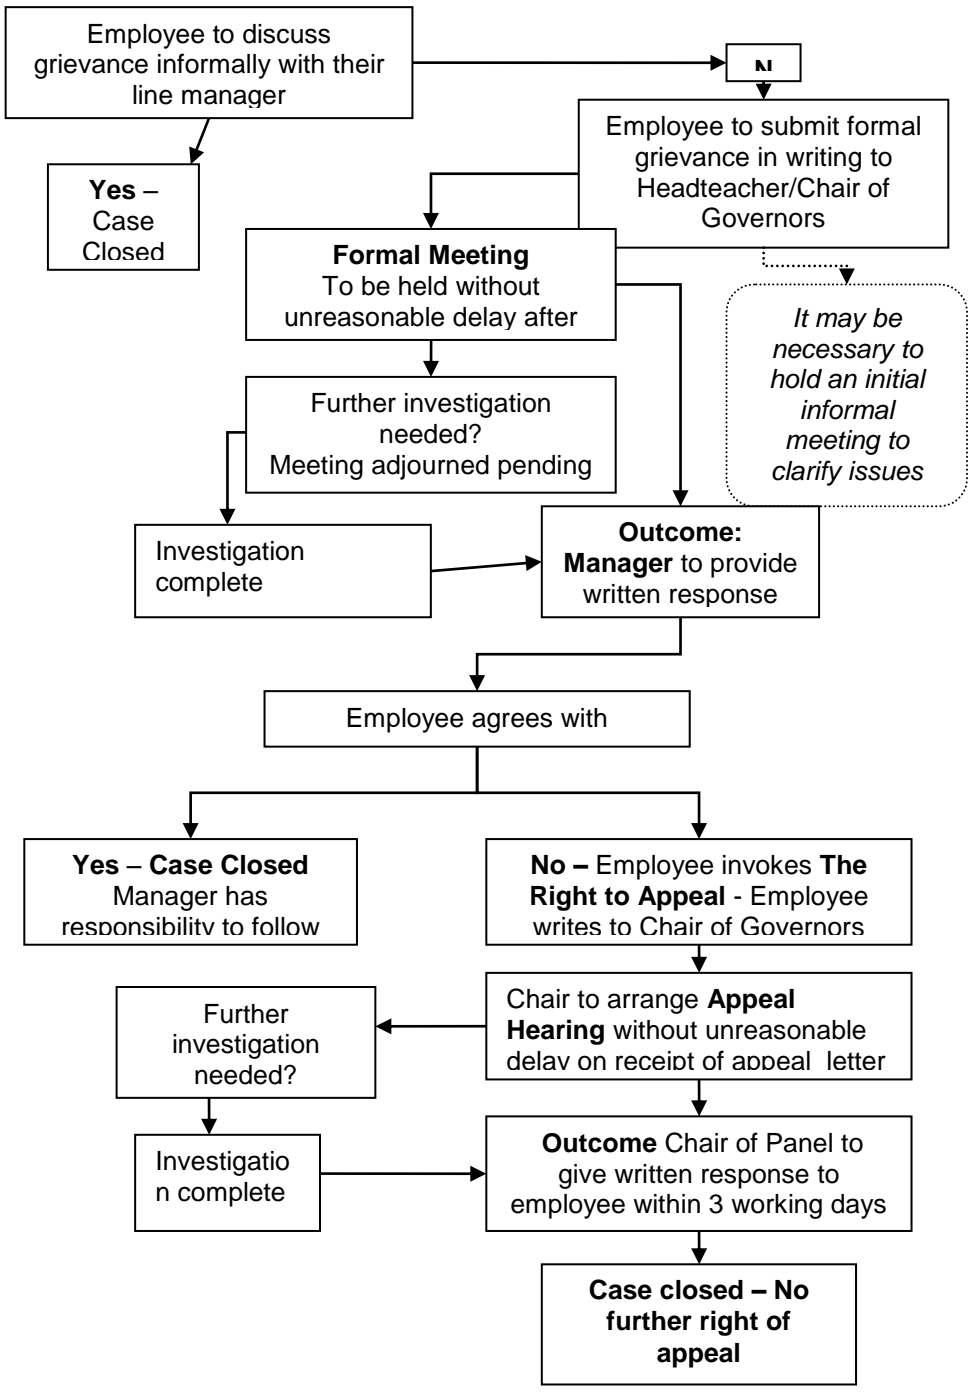 Employee to discuss
grievance informally with their
line manager
N
Employee to submit formal
grievance in writing to
Headteacher/Chair of
Governors
Yes –
Case
Closed
Formal Meeting
To be held without
unreasonable delay after
It may be
necessary to
hold an initial
informal
meeting to
clarify issues
Further investigation
needed?
Meeting adjourned pending
Investigation
complete
Outcome:
Manager to provide
written response
Employee agrees with
Yes – Case Closed
Manager has
responsibility to follow
No – Employee invokes The
Right to Appeal - Employee
writes to Chair of Governors
Chair to arrange Appeal
Hearing without unreasonable
delay on receipt of appeal letter
Further
investigation
needed?
Investigatio
n complete
Outcome Chair of Panel to
give written response to
employee within 3 working days
Case closed – No
further right of
appeal